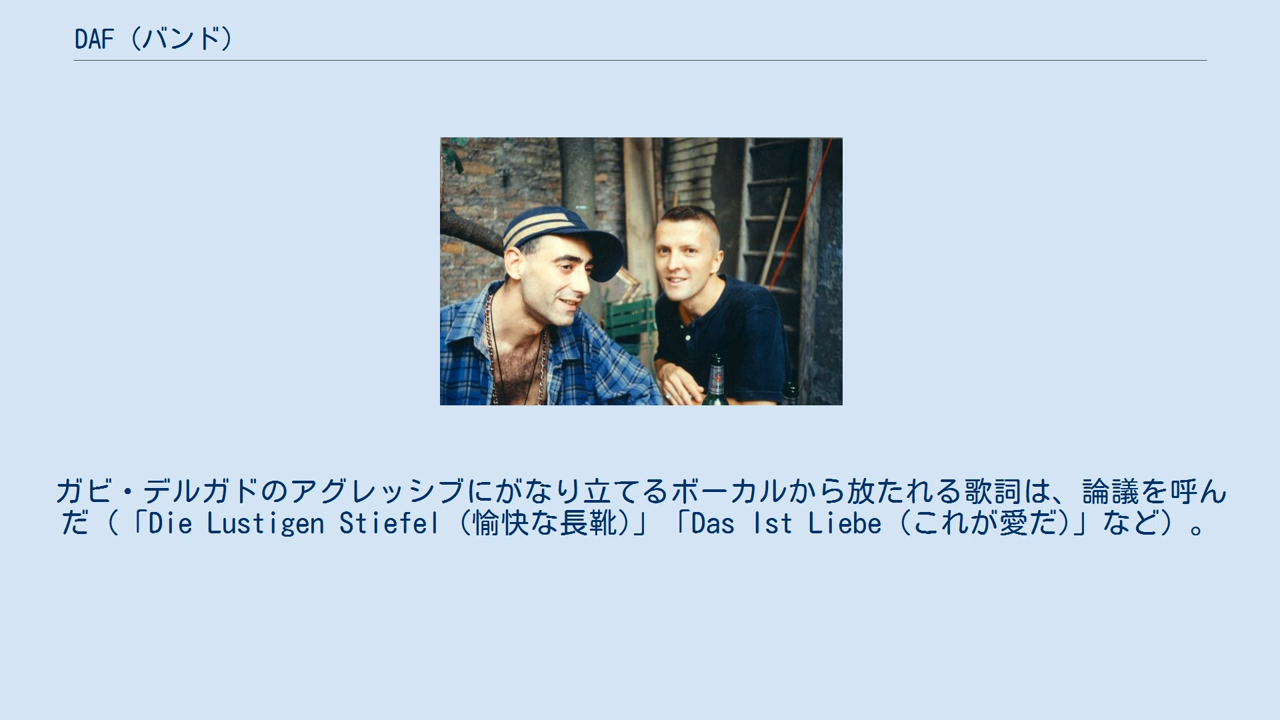 DAF（バンド）
ガビ・デルガドのアグレッシブにがなり立てるボーカルから放たれる歌詞は、論議を呼ん
だ（「Die Lustigen Stiefel（愉快な長靴）」「Das Ist Liebe（これが愛だ）」など）。